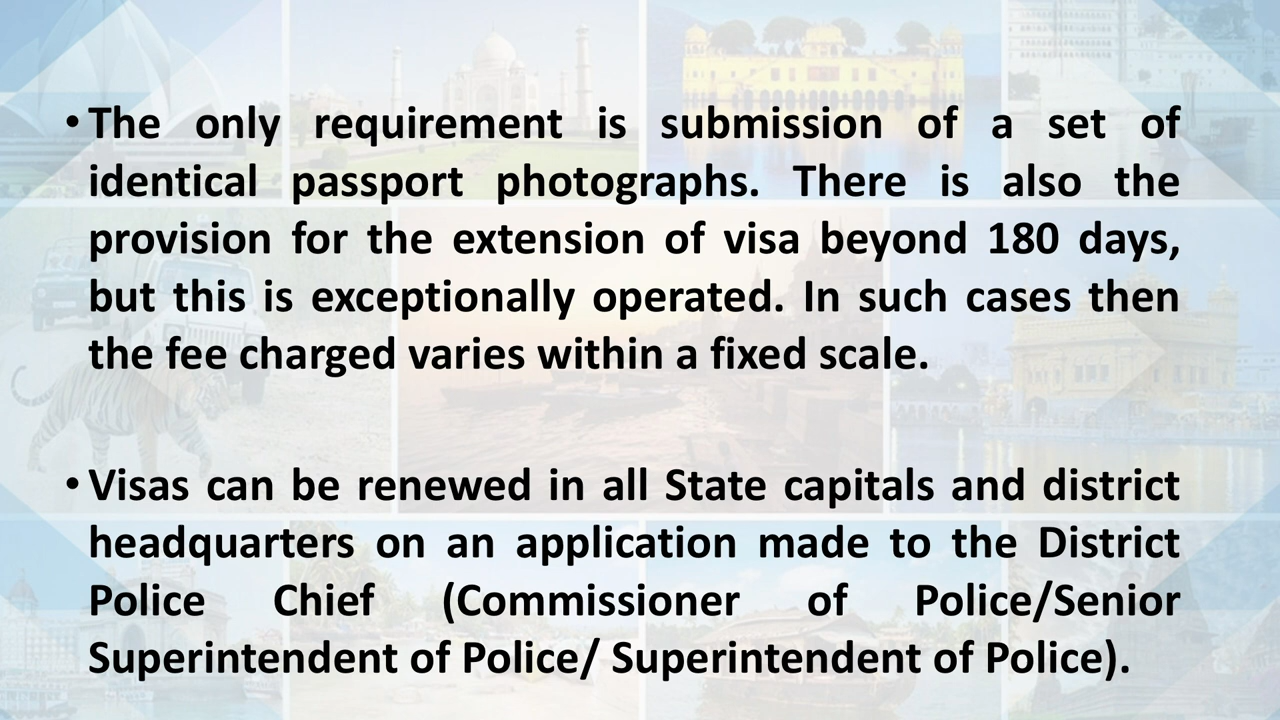 • The only requirement is submission of a set of
identical passport photographs. There is also the
provision for the extension of visa beyond 180 days,
but this is exceptionally operated. In such cases then
the fee charged varies within a fixed scale.
• Visas can be renewed in all State capitals and district
headquarters on an application made to the District
Police Chief (Commissioner of Police/Senior
Superintendent of Police/ Superintendent of Police).